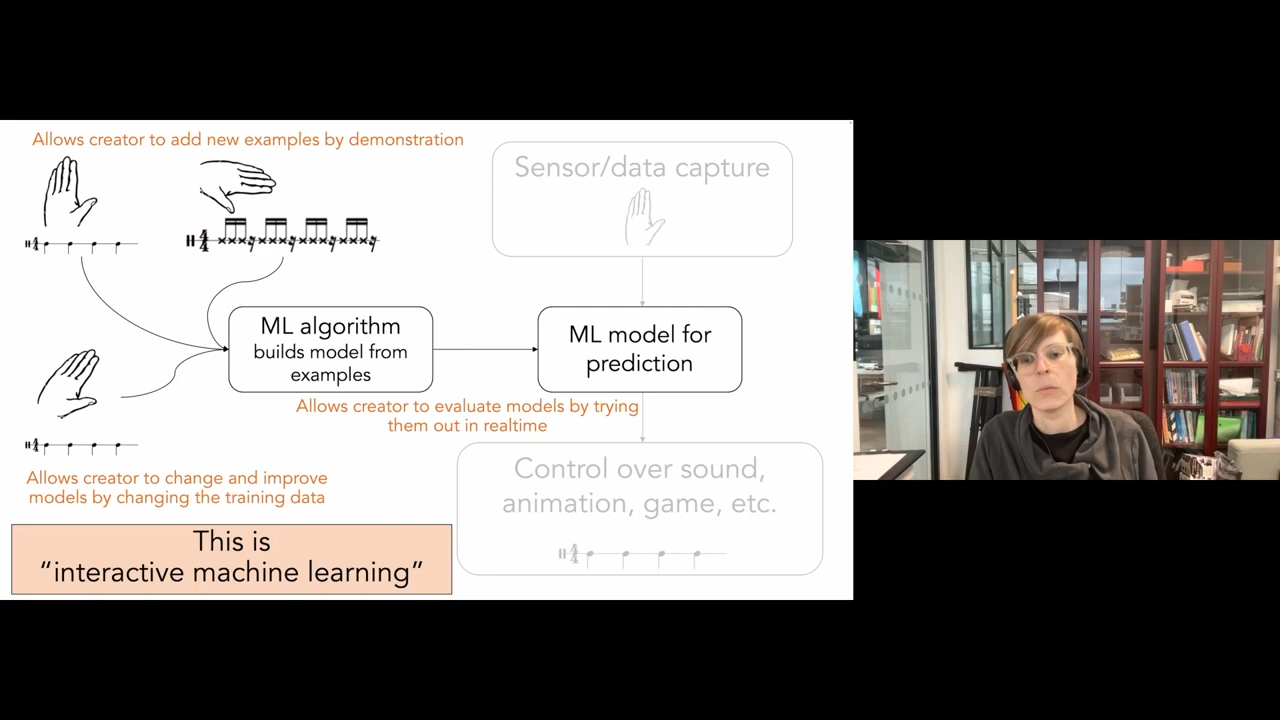 Allows creator to add new examples by demonstration
Sensor/data capture
ML algorithm
builds model from
examples
ML model for
prediction
Allows creator to evaluate models by trying
them out in realtime
Allows creator to change and improve
models by changing the training data
Control over sound,
animation, game, etc.
This is
“interactive machine learning”